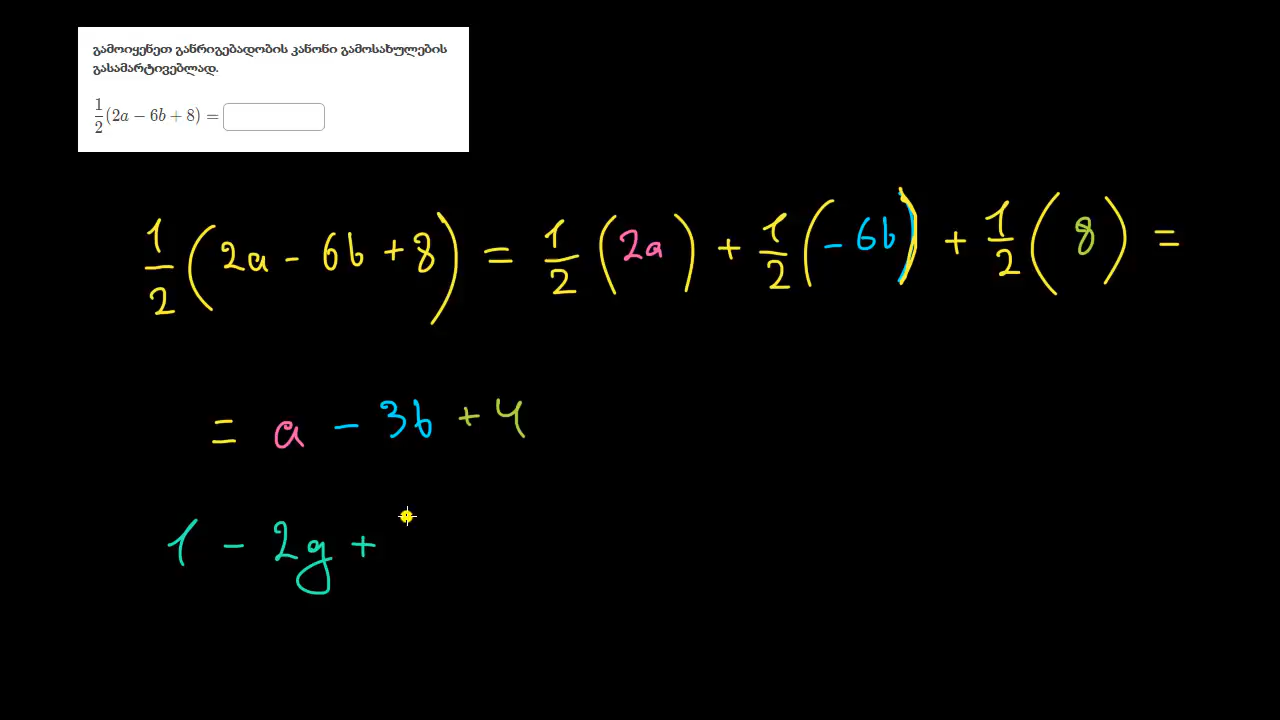 გამოიყენეთ განრიგებადობის კანონი გამოსახულების
გასამარტივებლად.
1/2(2a − 6b + 8) =
1/2(2a - 6b + 8) = 1/2(2a) + 1/2(-6b) + 1/2(8) =
= a - 3b + 4
1 - 2g +